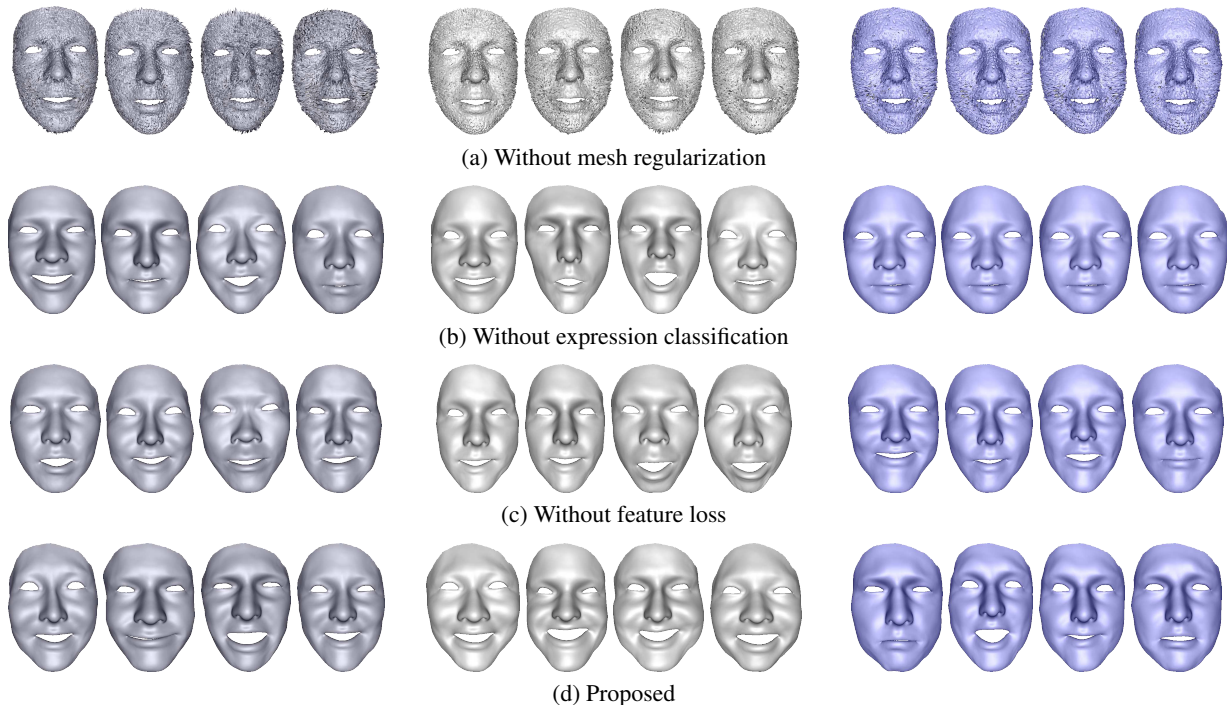 (a) Without mesh regularization
(b) Without expression classification
(c) Without feature loss
(d) Proposed